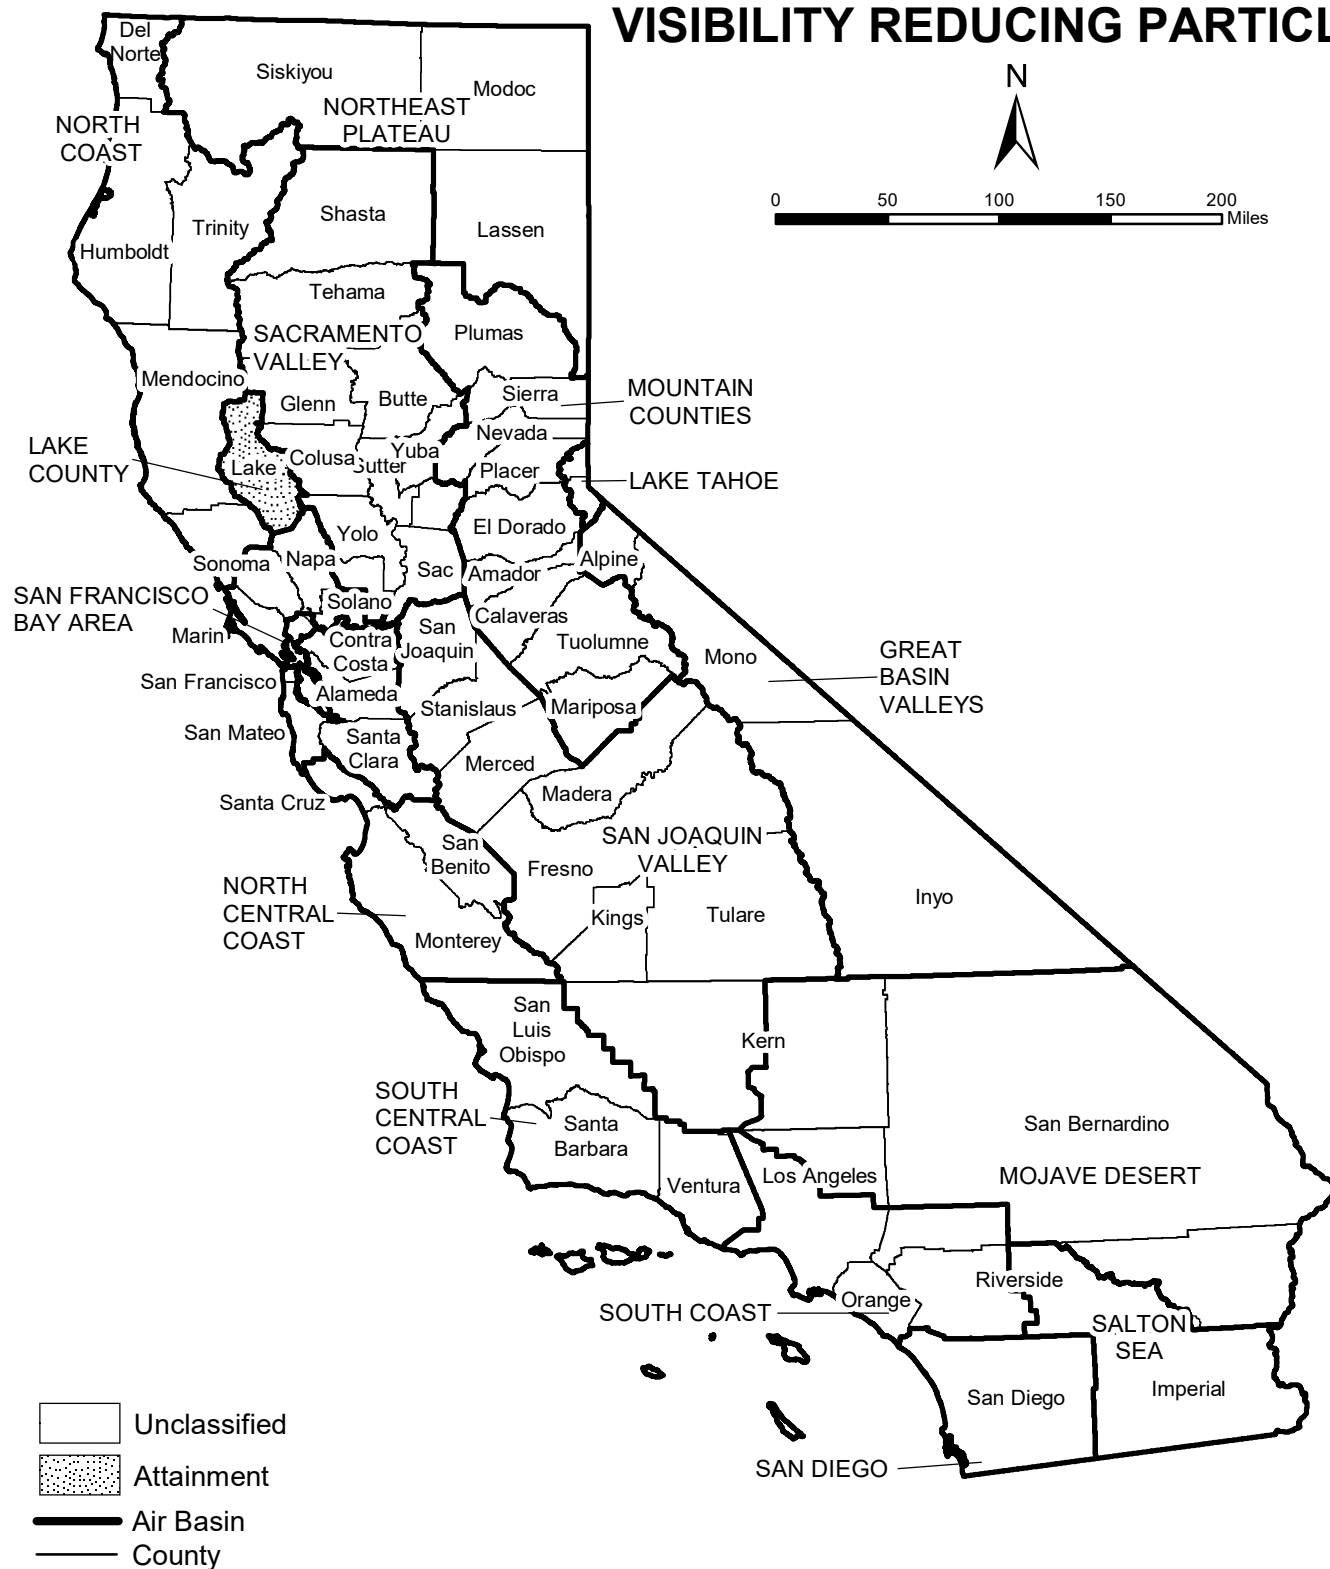 VISIBILITY REDUCING PARTICL
N
0 50 100 150 200
Miles
Del
Norte
Siskiyou
Modoc
NORTHEAST
PLATEAU
NORTH
COAST
Shasta
Trinity
Lassen
Humboldt
Tehama
SACRAMENTO
VALLEY
Plumas
Mendocino
Sierra
MOUNTAIN
COUNTIES
Glenn
Butte
Nevada
LAKE
COUNTY
Lake
Colusa
Sutter
Yuba
Placer
LAKE TAHOE
El Dorado
Yolo
Sonoma
Napa
Sac
Amador
Alpine
SAN FRANCISCO
BAY AREA
Solano
Calaveras
Marin
Contra
Costa
San
Joaquin
Tuolumne
Mono
GREAT
BASIN
VALLEYS
San Francisco
Alameda
Stanislaus
Mariposa
San Mateo
Santa
Clara
Merced
Santa Cruz
Madera
San
Benito
SAN JOAQUIN
VALLEY
Fresno
NORTH
CENTRAL
COAST
Kings
Tulare
Inyo
Monterey
San
Luis
Obispo
Kern
SOUTH
CENTRAL
COAST
Santa
Barbara
San Bernardino
Ventura
Los Angeles
MOJAVE DESERT
Riverside
Orange
SOUTH COAST
SALTON
SEA
Imperial
San Diego
SAN DIEGO
Unclassified
Attainment
Air Basin
County